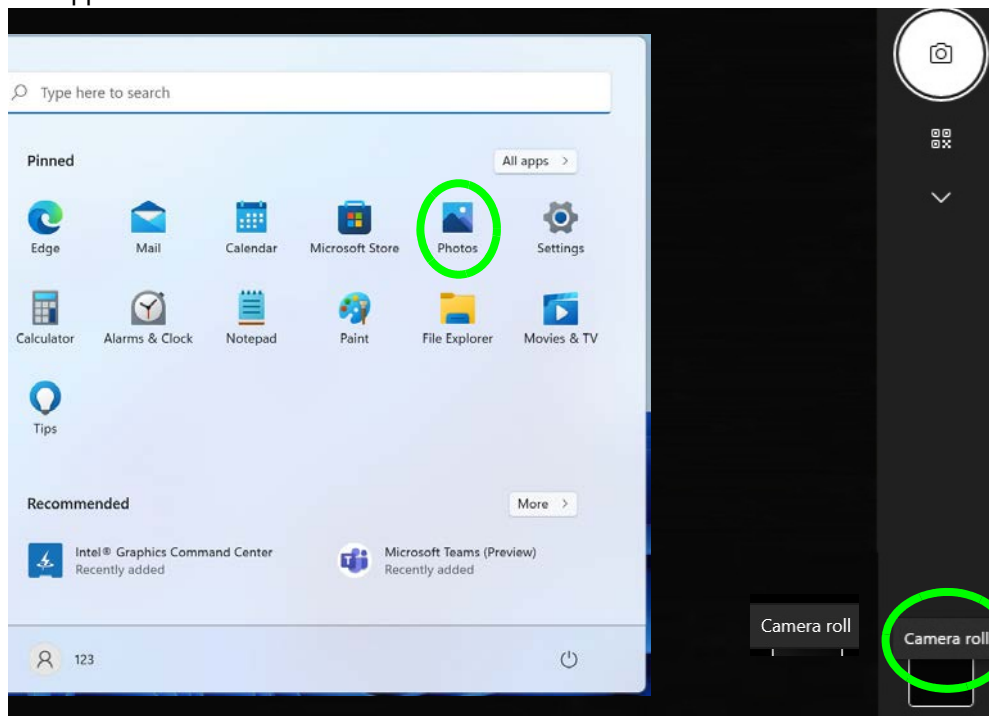 Type here to search
Pinned
All apps >
Edge
Mail
Calendar
Microsoft Store
Photos
Settings
Calculator
Alarms & Clock
Notepad
Paint
File Explorer
Movies & TV
Tips
Recommended
More >
Intel® Graphics Command Center
Recently added
Microsoft Teams (Preview)
Recently added
123
Camera roll
Camera roll